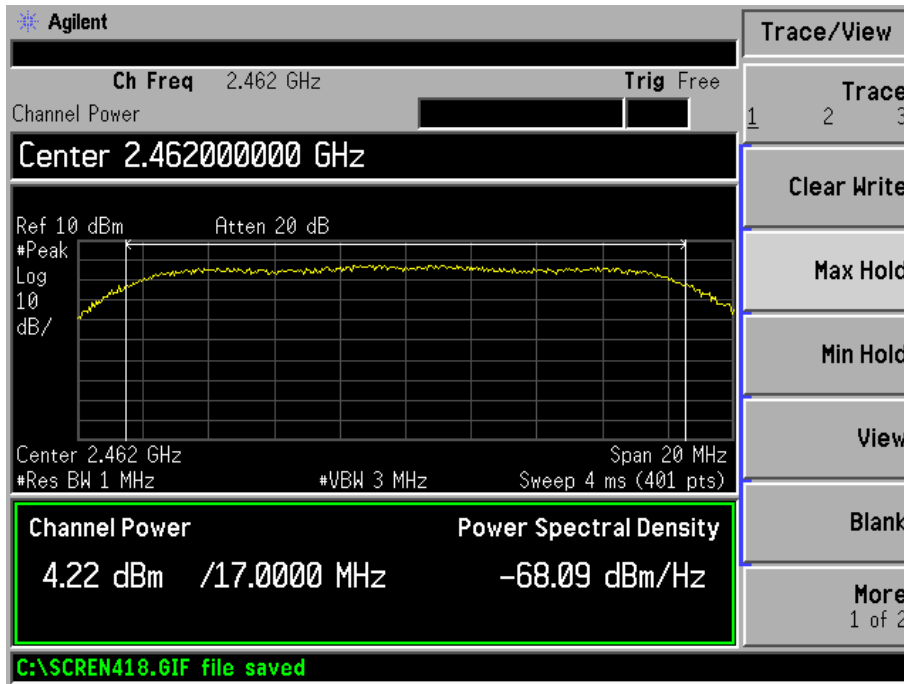 Agilent
Trace/View
Ch Freq 2.462 GHz Trig Free
Channel Power
Trace
1 2 3
Center 2.462000000 GHz
Clear Write
Ref 10 dBm Atten 20 dB
#Peak
Log
10
dB/
Max Hold
Min Hold
Center 2.462 GHz Span 20 MHz
#Res BW 1 MHz #VBW 3 MHz Sweep 4 ms (401 pts)
View
Channel Power Power Spectral Density
4.22 dBm /17.0000 MHz -68.09 dBm/Hz
Blank
More
1 of 2
C:\SCREN418.GIF file saved